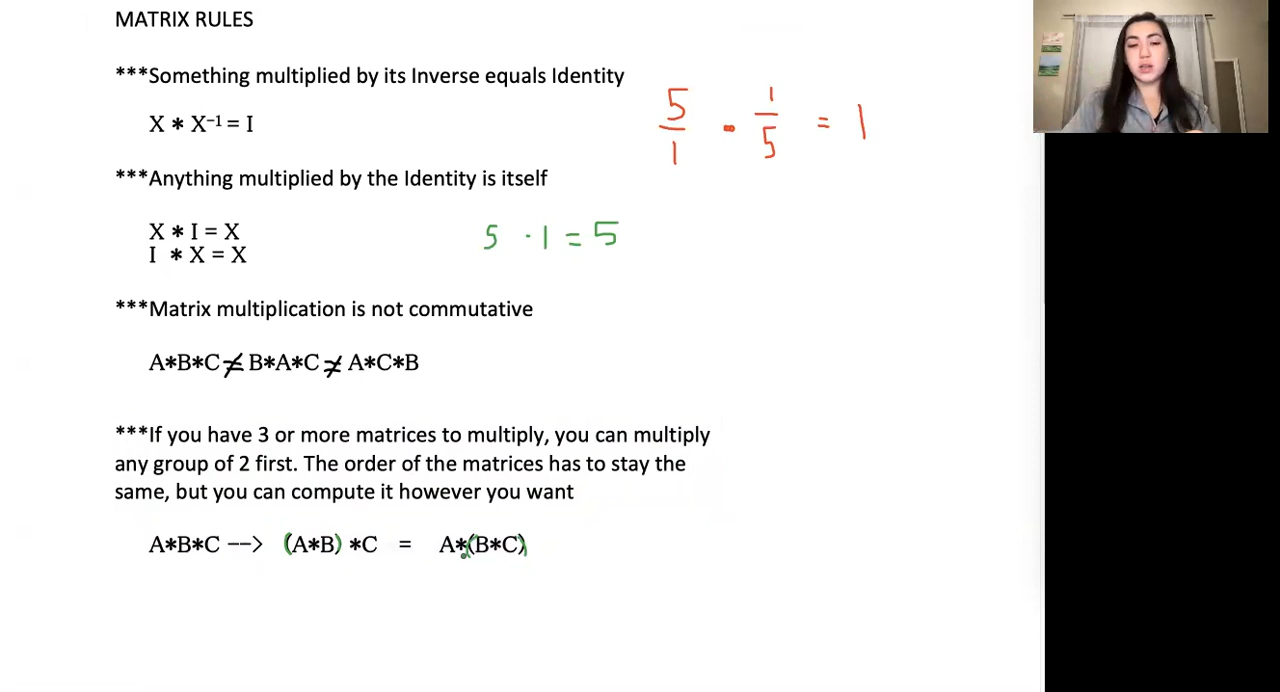 MATRIX RULES
***Something multiplied by its Inverse equals Identity
X * X⁻¹ = I
5/1 · 1/5 = 1
***Anything multiplied by the Identity is itself
X * I = X
I * X = X
5 · 1 = 5
***Matrix multiplication is not commutative
A*B*C ≠ B*A*C ≠ A*C*B
***If you have 3 or more matrices to multiply, you can multiply
any group of 2 first. The order of the matrices has to stay the
same, but you can compute it however you want
A*B*C --> (A*B) *C = A*(B*C)